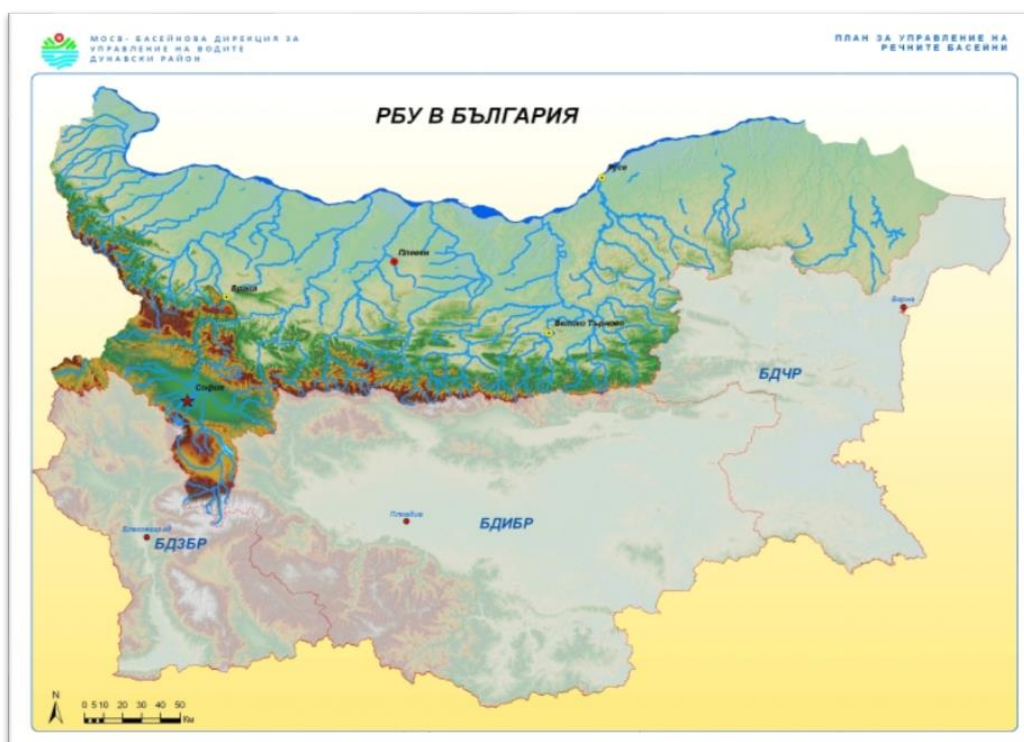 МОСВ- БАСЕЙНОВА ДИРЕКЦИЯ ЗА
УПРАВЛЕНИЕ НА ВОДИТЕ
ДУНАВСКИ РАЙОН
ПЛАН ЗА УПРАВЛЕНИЕ НА
РЕЧНИТЕ БАСЕЙНИ
РБУ В БЪЛГАРИЯ
Русе
Плевен
Враца
Варна
Велико Търново
БДЧР
София
Пловдив
БДИБР
Благоевград
БДЗБР
N
0 5 10 20 30 40 50
Км